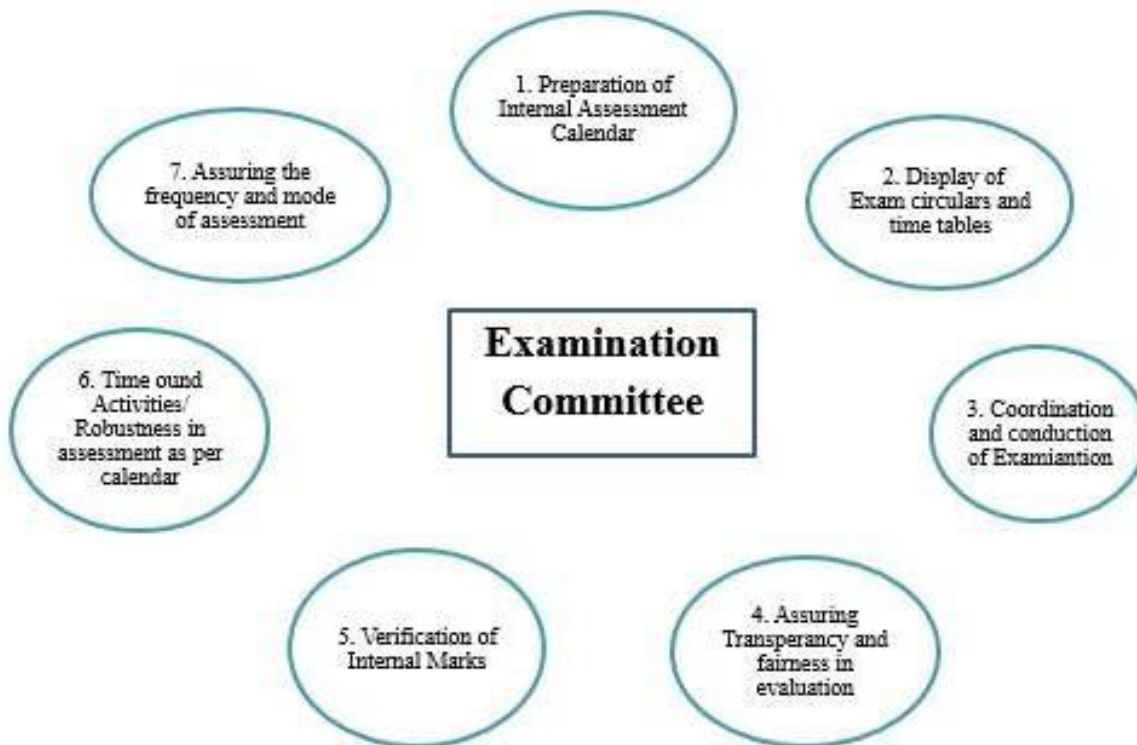 1. Preparation of
Internal Assessment
Calendar
2. Display of
Exam circulars and
time tables
3. Coordination
and conduction
of Examiantion
4. Assuring
Transperancy and
fairness in
evaluation
5. Verification of
Internal Marks
6. Time ound
Activities/
Robustness in
assessment as per
calendar
7. Assuring the
frequency and mode
of assessment
Examination
Committee